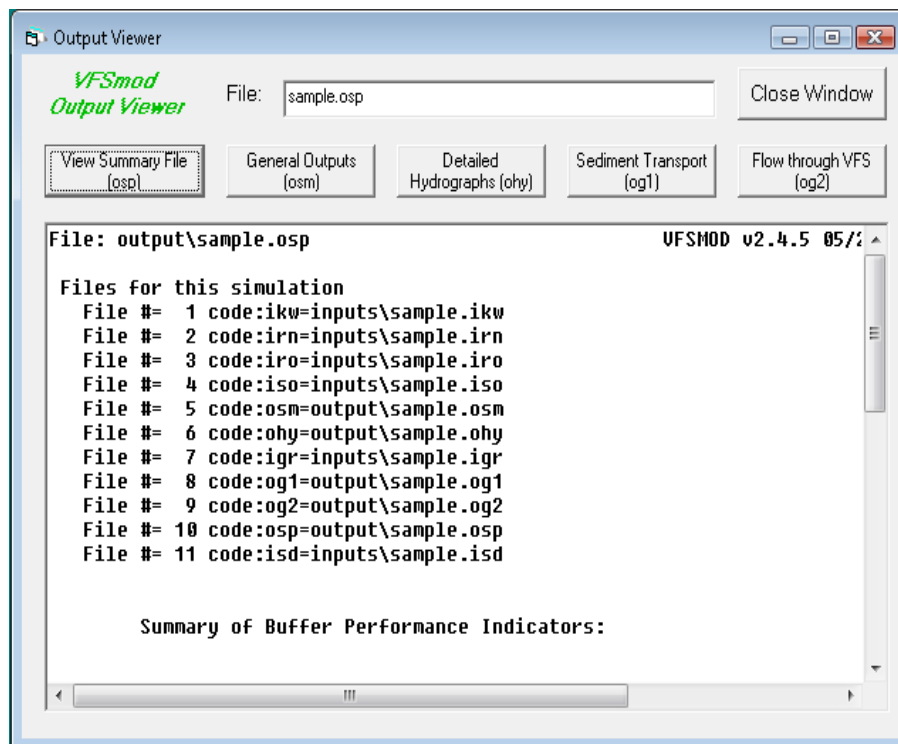 Output Viewer
VFSmod
Output Viewer
File:
sample.osp
Close Window
View Summary File
(osp)
General Outputs
(osm)
Detailed
Hydrographs (ohy)
Sediment Transport
(og1)
Flow through VFS
(og2)
File: output\sample.osp VFSMOD v2.4.5 05/2
Files for this simulation
File #= 1 code:ikw=inputs\sample.ikw
File #= 2 code:irn=inputs\sample.irn
File #= 3 code:iro=inputs\sample.iro
File #= 4 code:iso=inputs\sample.iso
File #= 5 code:osm=output\sample.osm
File #= 6 code:ohy=output\sample.ohy
File #= 7 code:igr=inputs\sample.igr
File #= 8 code:og1=output\sample.og1
File #= 9 code:og2=output\sample.og2
File #= 10 code:osp=output\sample.osp
File #= 11 code:isd=inputs\sample.isd
Summary of Buffer Performance Indicators: